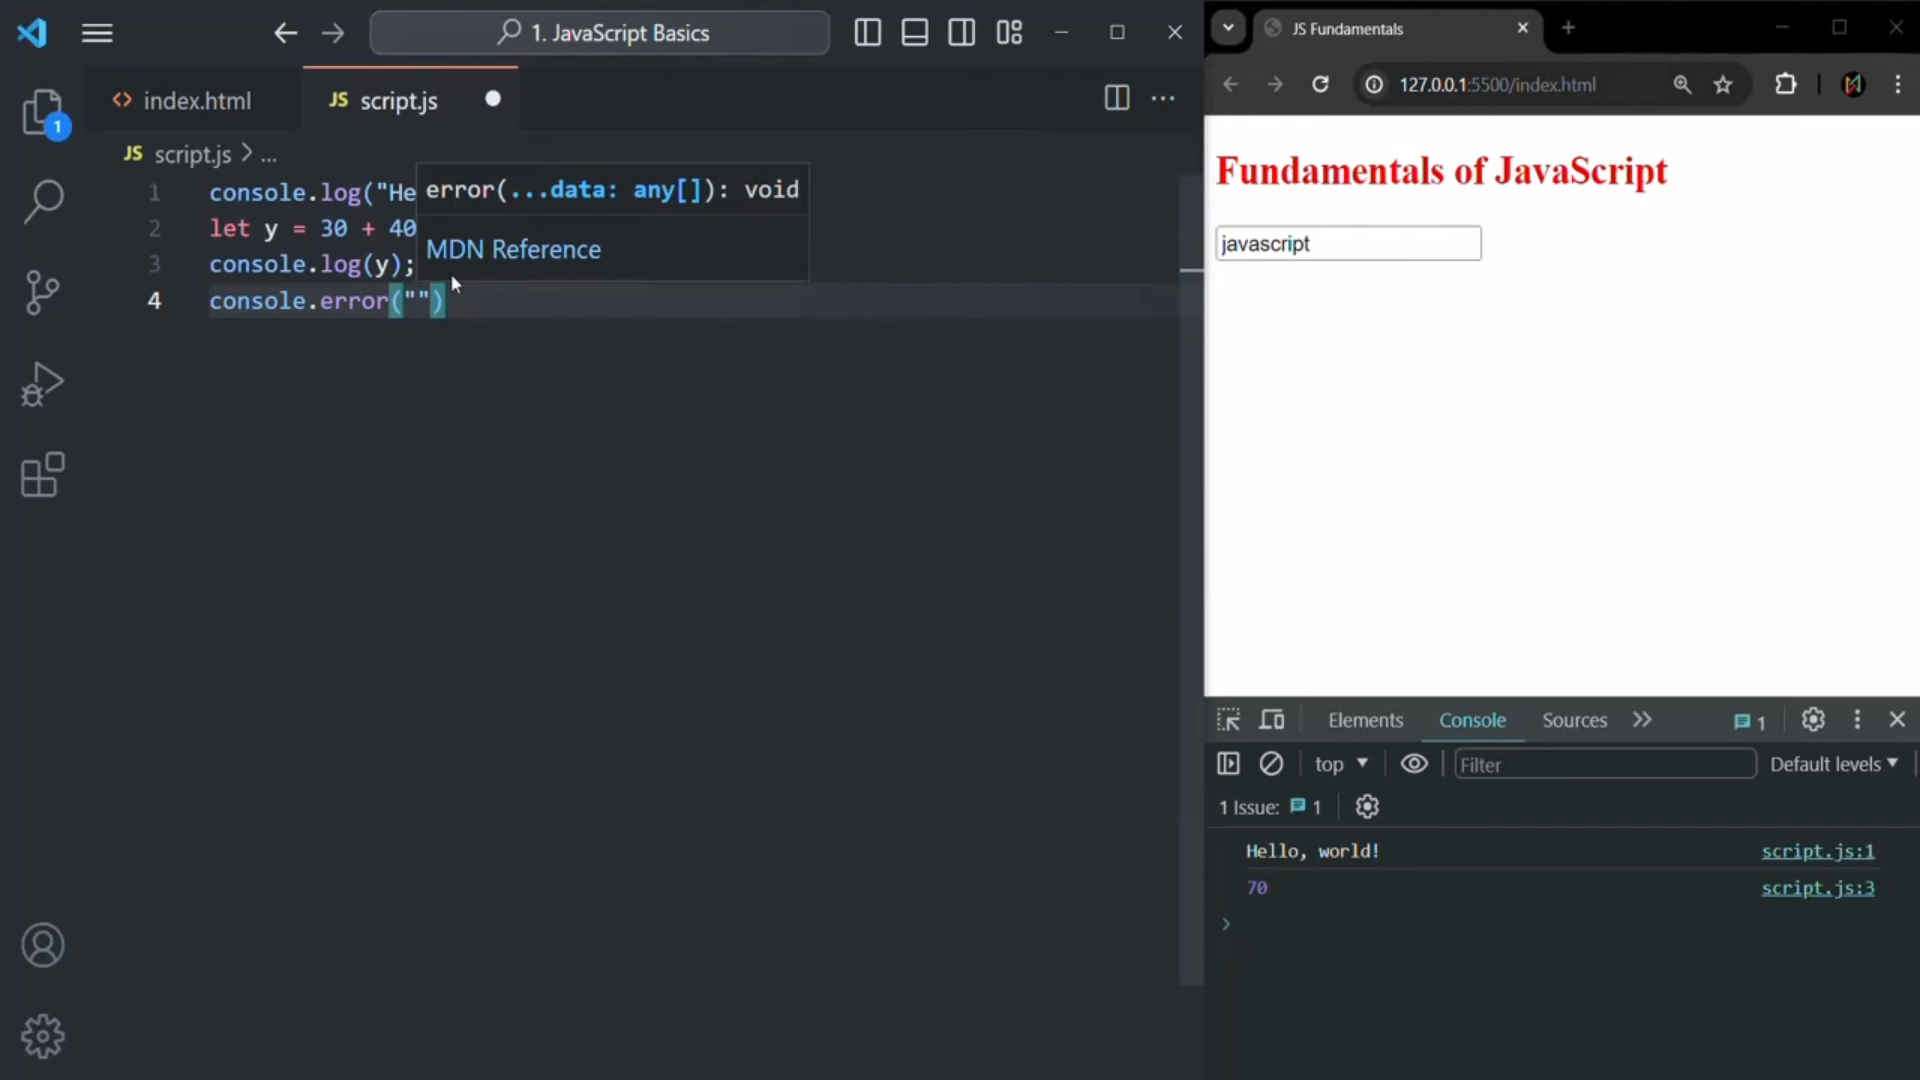 1. JavaScript Basics
index.html
JS script.js
1
JS script.js > ...
1 console.log("He
2 let y = 30 + 40
3 console.log(y);
4 console.error("")
error(...data: any[]): void
MDN Reference
JS Fundamentals
127.0.0.1:5500/index.html
Fundamentals of JavaScript
javascript
Elements Console Sources 1
top Filter Default levels
1 Issue: 1
Hello, world! script.js:1
70 script.js:3